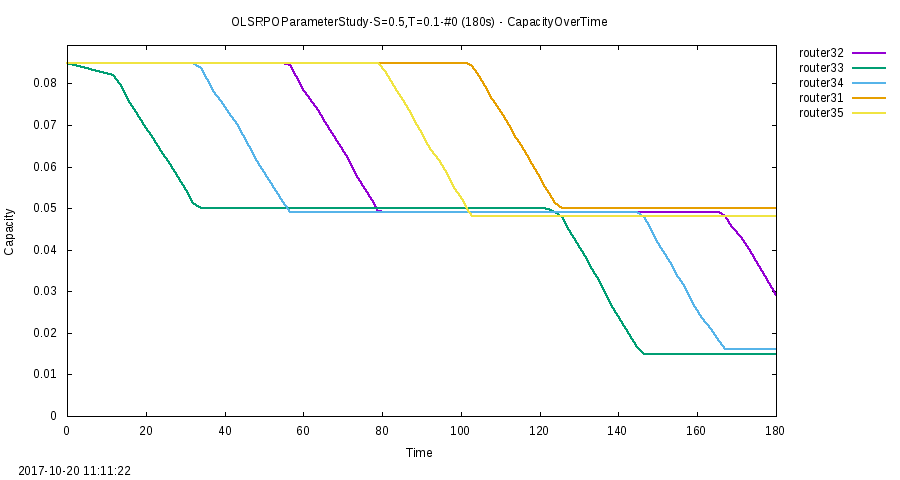 OLSRPOParameterStudy-S=0.5,T=0.1-#0 (180s) - CapacityOverTime
router32
router33
router34
router31
router35
0.08
0.07
0.06
0.05
0.04
0.03
0.02
0.01
0
Capacity
0 20 40 60 80 100 120 140 160 180
Time
2017-10-20 11:11:22